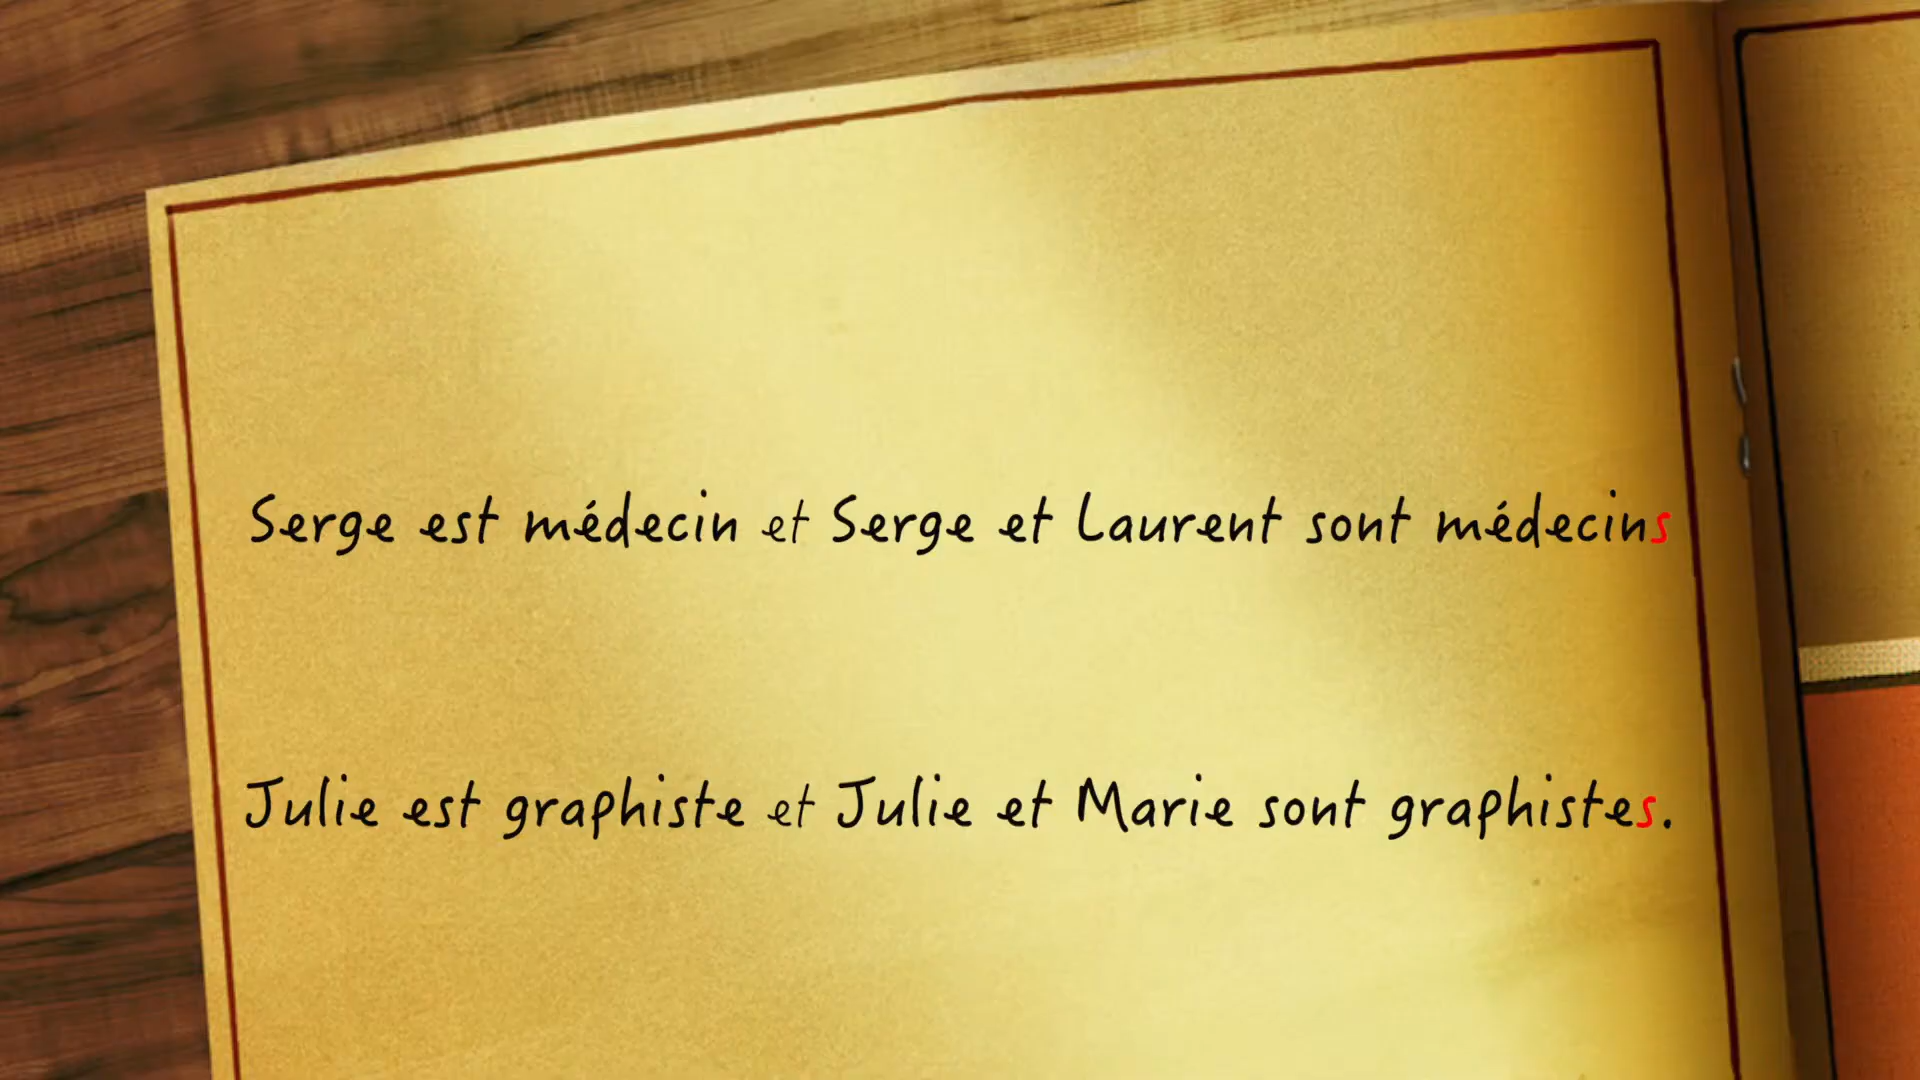 Serge est médecin et Serge et Laurent sont médecins
Julie est graphiste et Julie et Marie sont graphistes.